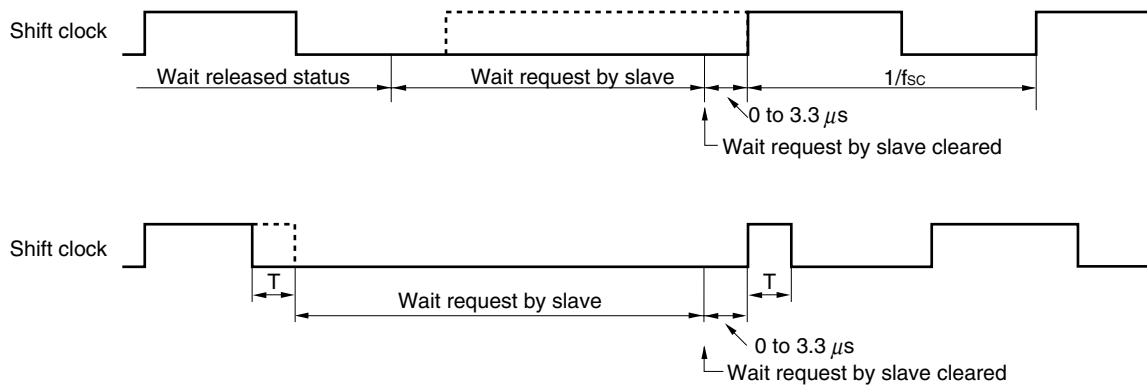 Shift clock
Wait released status
Wait request by slave
1/fSC
0 to 3.3 μs
Wait request by slave cleared
Shift clock
T
Wait request by slave
T
0 to 3.3 μs
Wait request by slave cleared